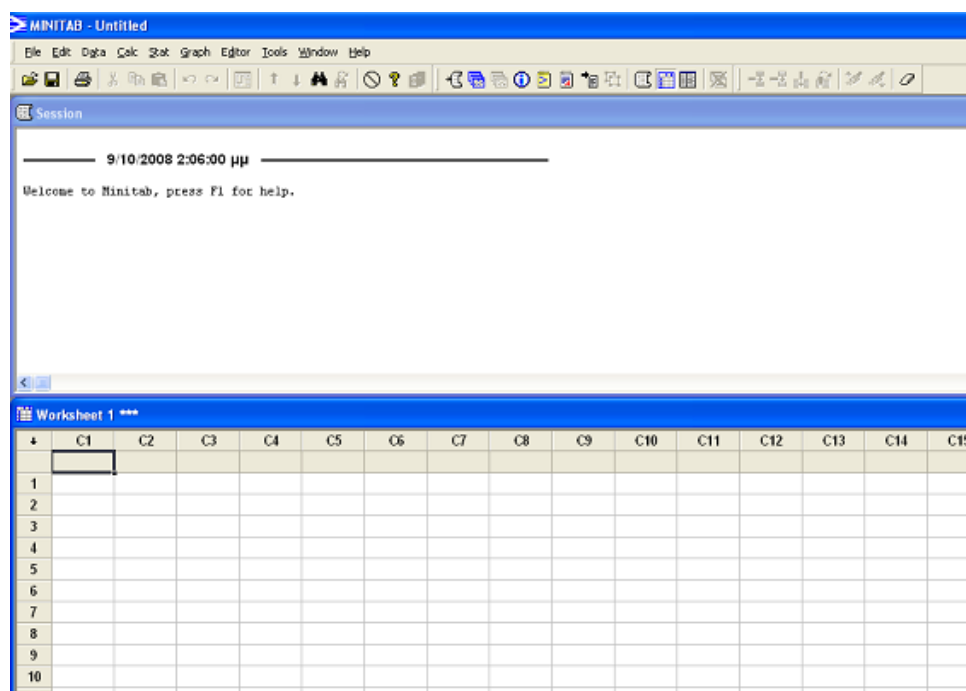 MINITAB - Untitled
File Edit Data Calc Stat Graph Editor Tools Window Help
Session
9/10/2008 2:06:00 μμ
Welcome to Minitab, press F1 for help.
Worksheet 1 ***
C1 C2 C3 C4 C5 C6 C7 C8 C9 C10 C11 C12 C13 C14
1
2
3
4
5
6
7
8
9
10